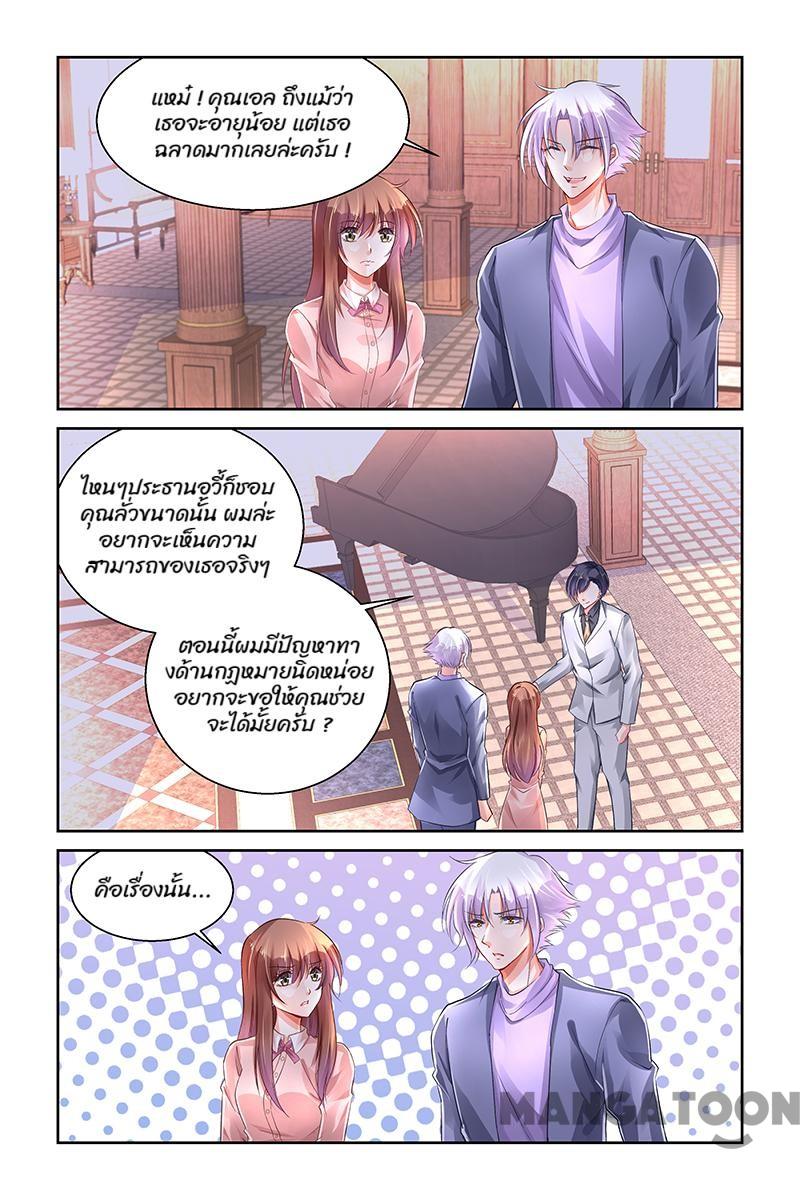 แหม๋ ! คุณเอล ถึงแม้ว่า
เธอจะอายุน้อย แต่เธอ
ฉลาดมากเลยล่ะครับ !
ไหนๆประธานอวี้ก็ชอบ
คุณลั่วขนาดนั้น ผมล่ะ
อยากจะเห็นความ
สามารถของเธอจริงๆ
ตอนนี้ผมมีปัญหาทา
งด้านกฎหมายนิดหน่อย
อยากจะขอให้คุณช่วย
จะได้มั้ยครับ ?
คือเรื่องนั้น...
MANGATOON